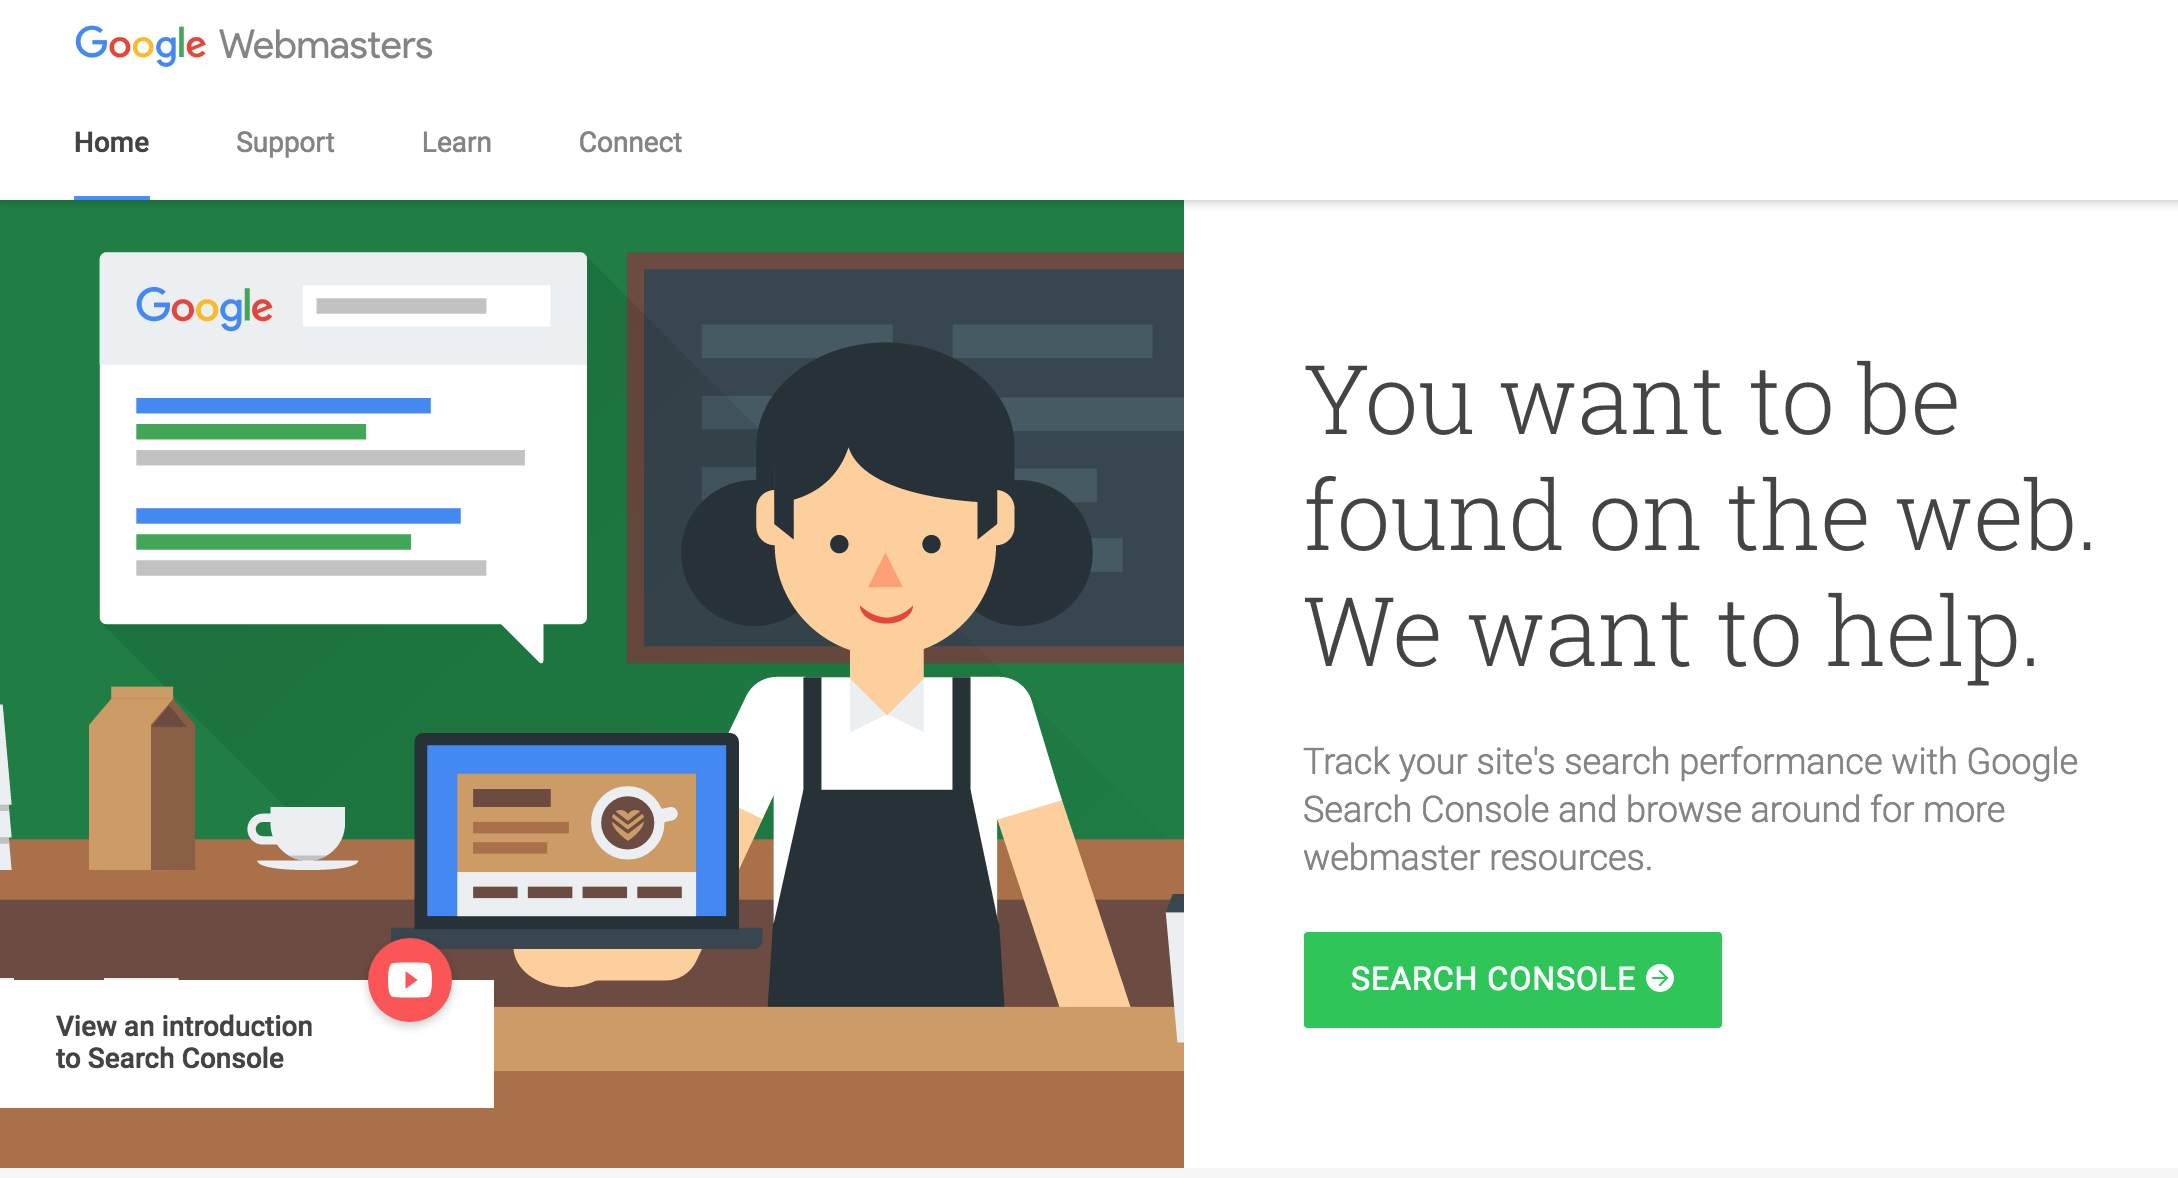 Google Webmasters
Home Support Learn Connect
Google
You want to be
found on the web.
We want to help.
Track your site's search performance with Google
Search Console and browse around for more
webmaster resources.
SEARCH CONSOLE
View an introduction
to Search Console